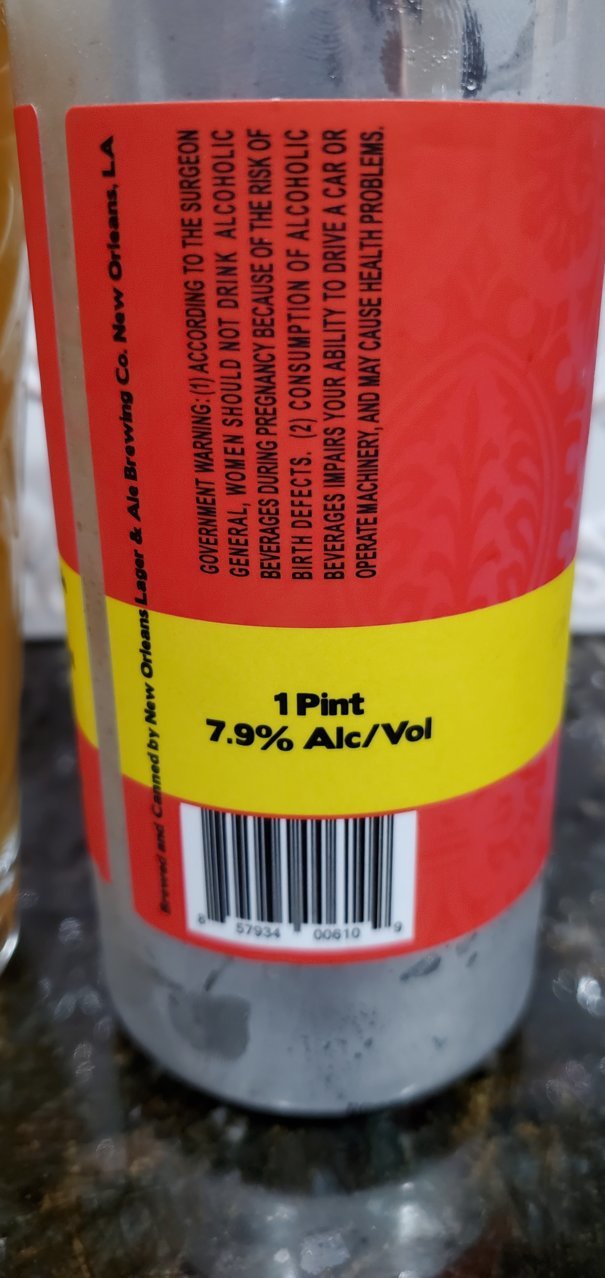 Brewed and Canned by New Orleans Lager & Ale Brewing Co. New Orleans, LA
GOVERNMENT WARNING: (1) ACCORDING TO THE SURGEON
GENERAL, WOMEN SHOULD NOT DRINK ALCOHOLIC
BEVERAGES DURING PREGNANCY BECAUSE OF THE RISK OF
BIRTH DEFECTS. (2) CONSUMPTION OF ALCOHOLIC
BEVERAGES IMPAIRS YOUR ABILITY TO DRIVE A CAR OR
OPERATE MACHINERY, AND MAY CAUSE HEALTH PROBLEMS.
1 Pint
7.9% Alc/Vol
8 57934 00610 9